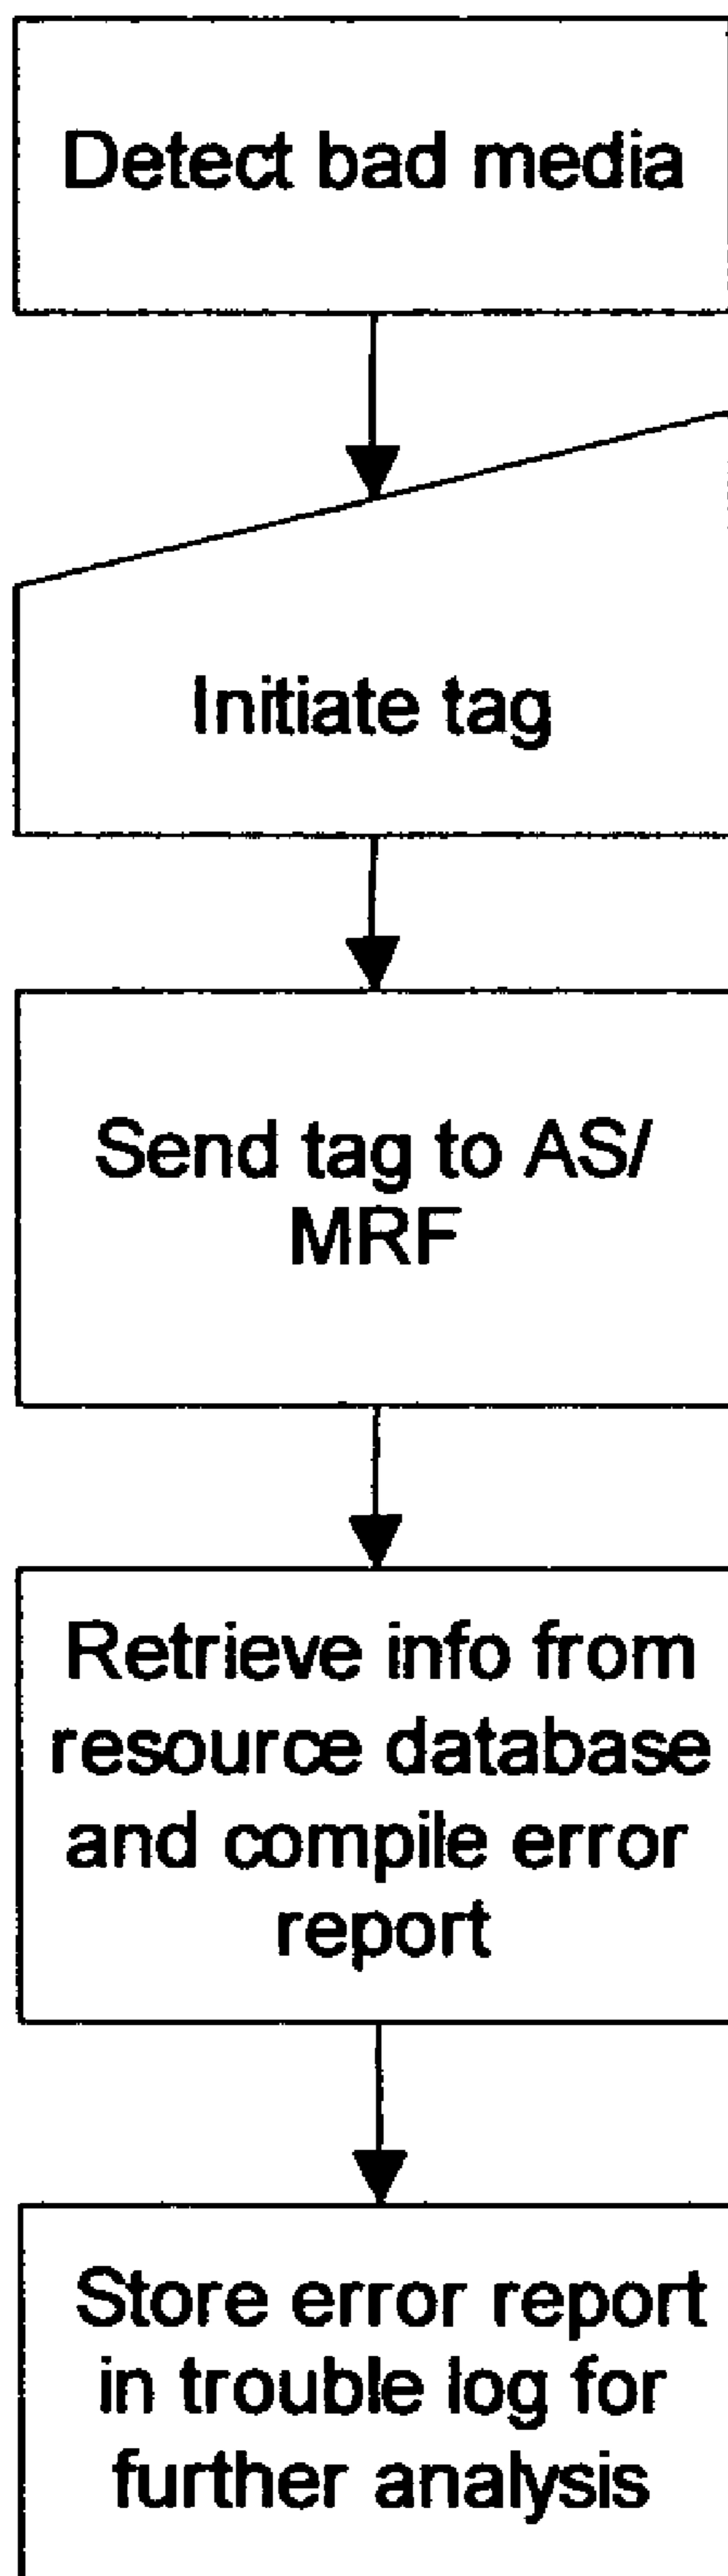 Detect bad media
Initiate tag
Send tag to AS/
MRF
Retrieve info from
resource database
and compile error
report
Store error report
in trouble log for
further analysis